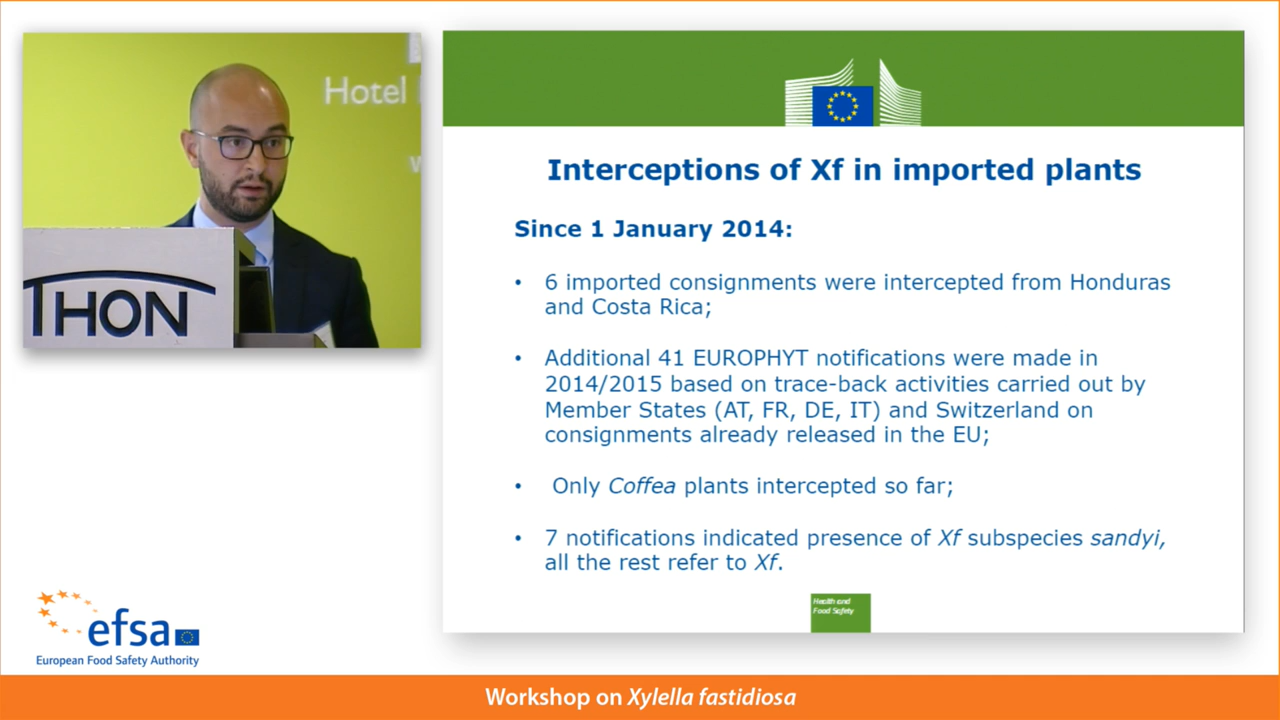 Hotel
THON
Interceptions of Xf in imported plants
Since 1 January 2014:
• 6 imported consignments were intercepted from Honduras
and Costa Rica;
• Additional 41 EUROPHYT notifications were made in
2014/2015 based on trace-back activities carried out by
Member States (AT, FR, DE, IT) and Switzerland on
consignments already released in the EU;
• Only Coffea plants intercepted so far;
• 7 notifications indicated presence of Xf subspecies sandyi,
all the rest refer to Xf.
Health and
Food Safety
efsa
European Food Safety Authority
Workshop on Xylella fastidiosa